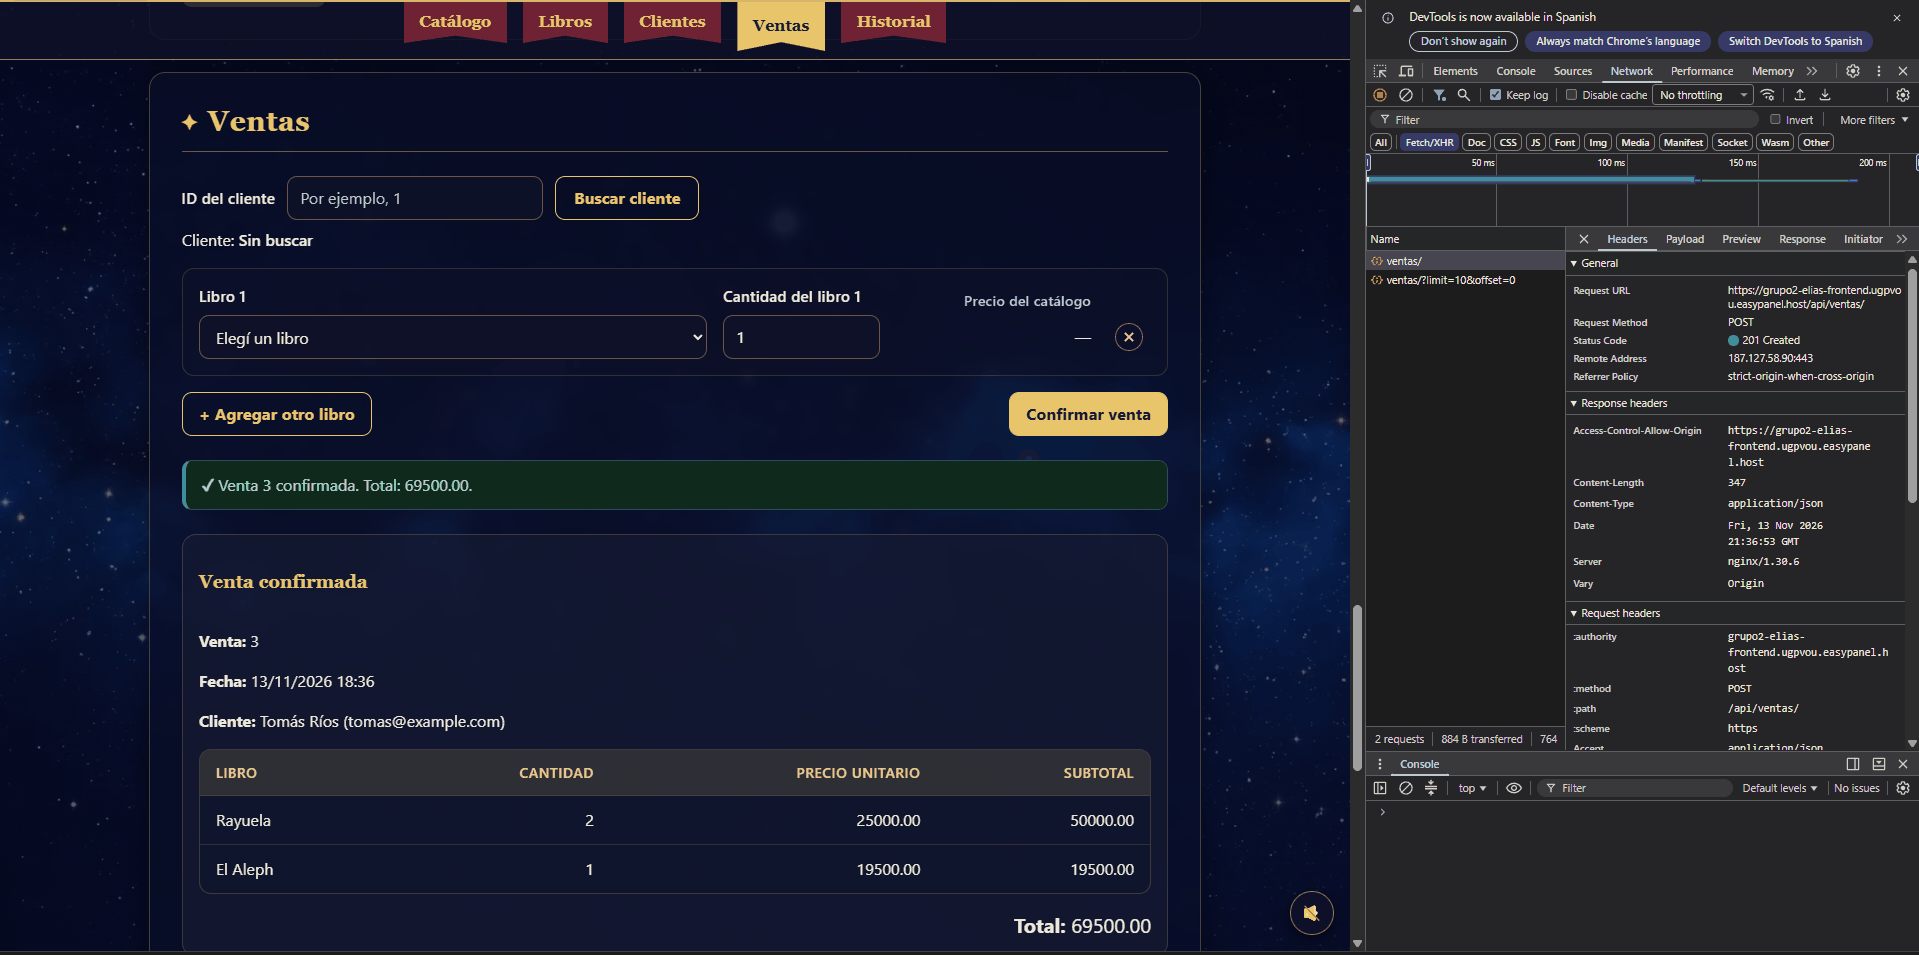 Catálogo
Libros
Clientes
Ventas
Historial
✦ Ventas
ID del cliente
Por ejemplo, 1
Buscar cliente
Cliente: Sin buscar
Libro 1
Cantidad del libro 1
Precio del catálogo
Elegí un libro
1
—
+ Agregar otro libro
Confirmar venta
✓ Venta 3 confirmada. Total: 69500.00.
Venta confirmada
Venta: 3
Fecha: 13/11/2026 18:36
Cliente: Tomás Ríos (tomas@example.com)
LIBRO CANTIDAD PRECIO UNITARIO SUBTOTAL
Rayuela 2 25000.00 50000.00
El Aleph 1 19500.00 19500.00
Total: 69500.00
DevTools is now available in Spanish
Don't show again
Always match Chrome's language
Switch DevTools to Spanish
Elements Console Sources Network Performance Memory
Keep log
Disable cache
No throttling
Filter
Invert
More filters
All Fetch/XHR Doc CSS JS Font Img Media Manifest Socket Wasm Other
50 ms 100 ms 150 ms 200 ms
Name
ventas/
ventas/?limit=10&offset=0
Headers Payload Preview Response Initiator
General
Request URL
https://grupo2-elias-frontend.ugpvo
u.easypanel.host/api/ventas/
Request Method POST
Status Code 201 Created
Remote Address 187.127.58.90:443
Referrer Policy strict-origin-when-cross-origin
Response headers
Access-Control-Allow-Origin
https://grupo2-elias-
frontend.ugpvou.easypane
l.host
Content-Length 347
Content-Type application/json
Date Fri, 13 Nov 2026
21:36:53 GMT
Server nginx/1.30.6
Vary Origin
Request headers
:authority
grupo2-elias-
frontend.ugpvou.easypanel.h
ost
:method POST
:path /api/ventas/
:scheme https
Accept application/json
2 requests 884 B transferred 764
Console
top
Filter
Default levels
No issues